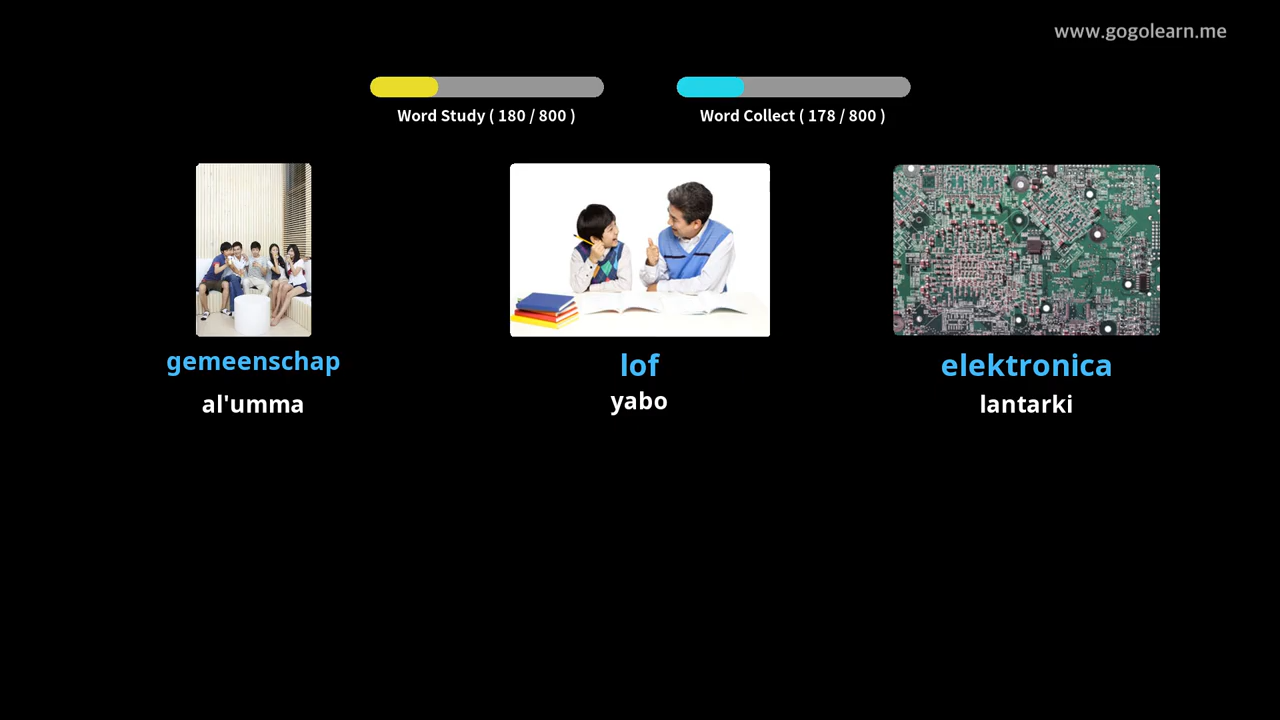 www.gogolearn.me
Word Study ( 180 / 800 )
Word Collect ( 178 / 800 )
gemeenschap
al'umma
lof
yabo
elektronica
lantarki